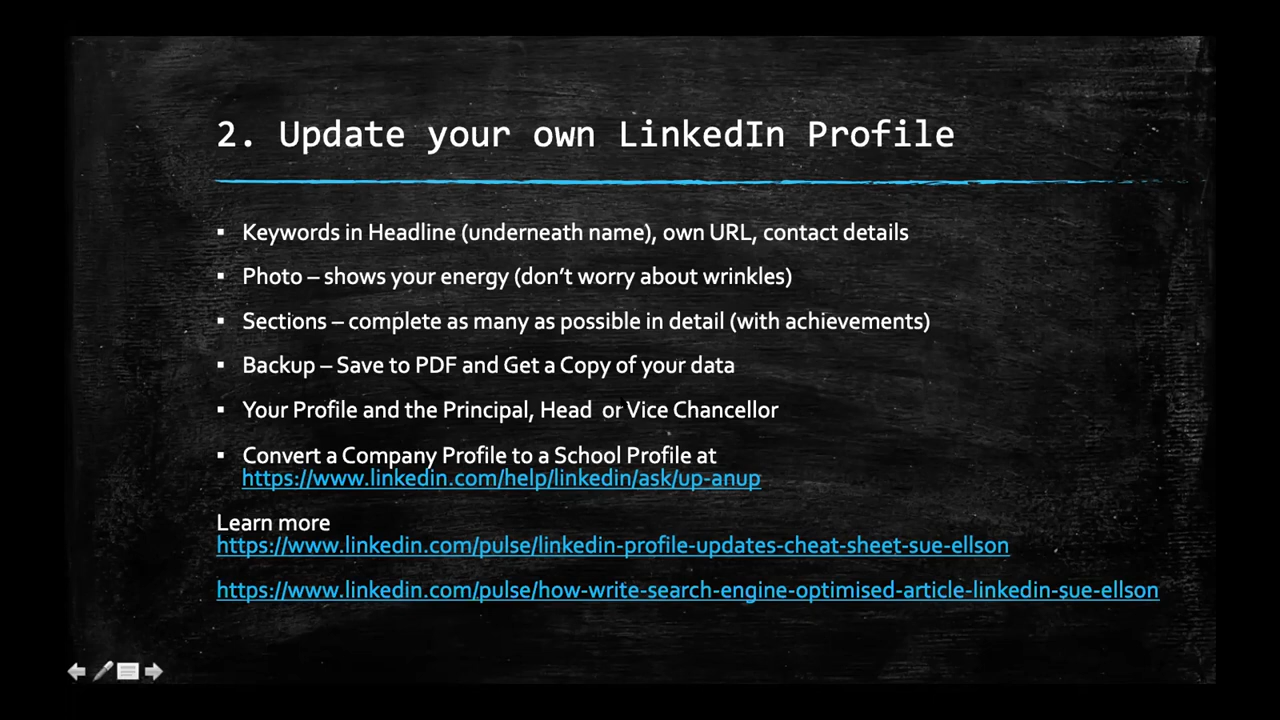 2. Update your own LinkedIn Profile
▪ Keywords in Headline (underneath name), own URL, contact details
▪ Photo – shows your energy (don't worry about wrinkles)
▪ Sections – complete as many as possible in detail (with achievements)
▪ Backup – Save to PDF and Get a Copy of your data
▪ Your Profile and the Principal, Head  or Vice Chancellor
▪ Convert a Company Profile to a School Profile at
https://www.linkedin.com/help/linkedin/ask/up-anup
Learn more
https://www.linkedin.com/pulse/linkedin-profile-updates-cheat-sheet-sue-ellson
https://www.linkedin.com/pulse/how-write-search-engine-optimised-article-linkedin-sue-ellson